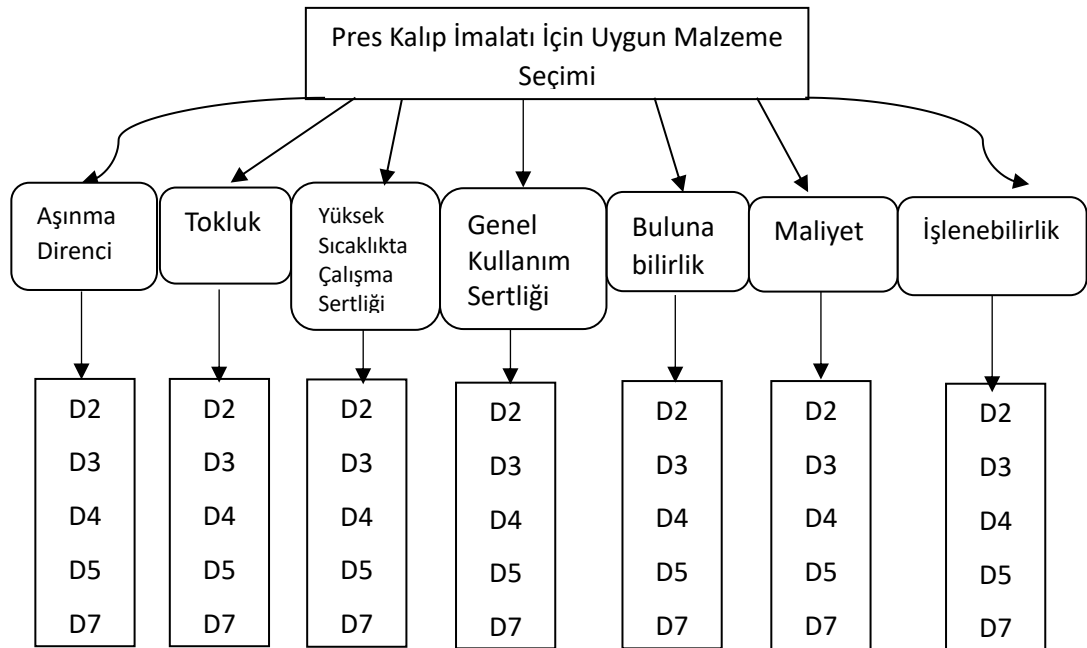 Pres Kalıp İmalatı İçin Uygun Malzeme
Seçimi
Aşınma
Direnci
Tokluk
Yüksek
Sıcaklıkta
Çalışma
Sertliği
Genel
Kullanım
Sertliği
Buluna
bilirlik
Maliyet
İşlenebilirlik
D2
D3
D4
D5
D7
D2
D3
D4
D5
D7
D2
D3
D4
D5
D7
D2
D3
D4
D5
D7
D2
D3
D4
D5
D7
D2
D3
D4
D5
D7
D2
D3
D4
D5
D7